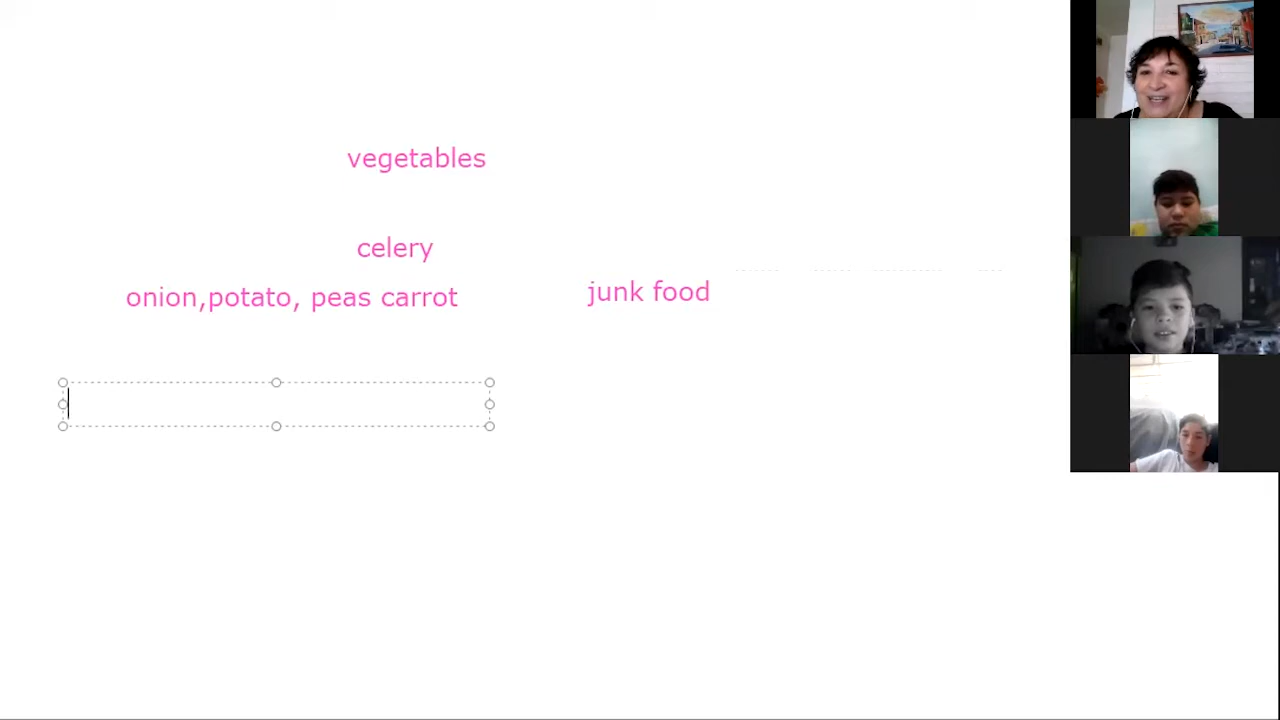 vegetables
celery
onion,potato, peas carrot
junk food